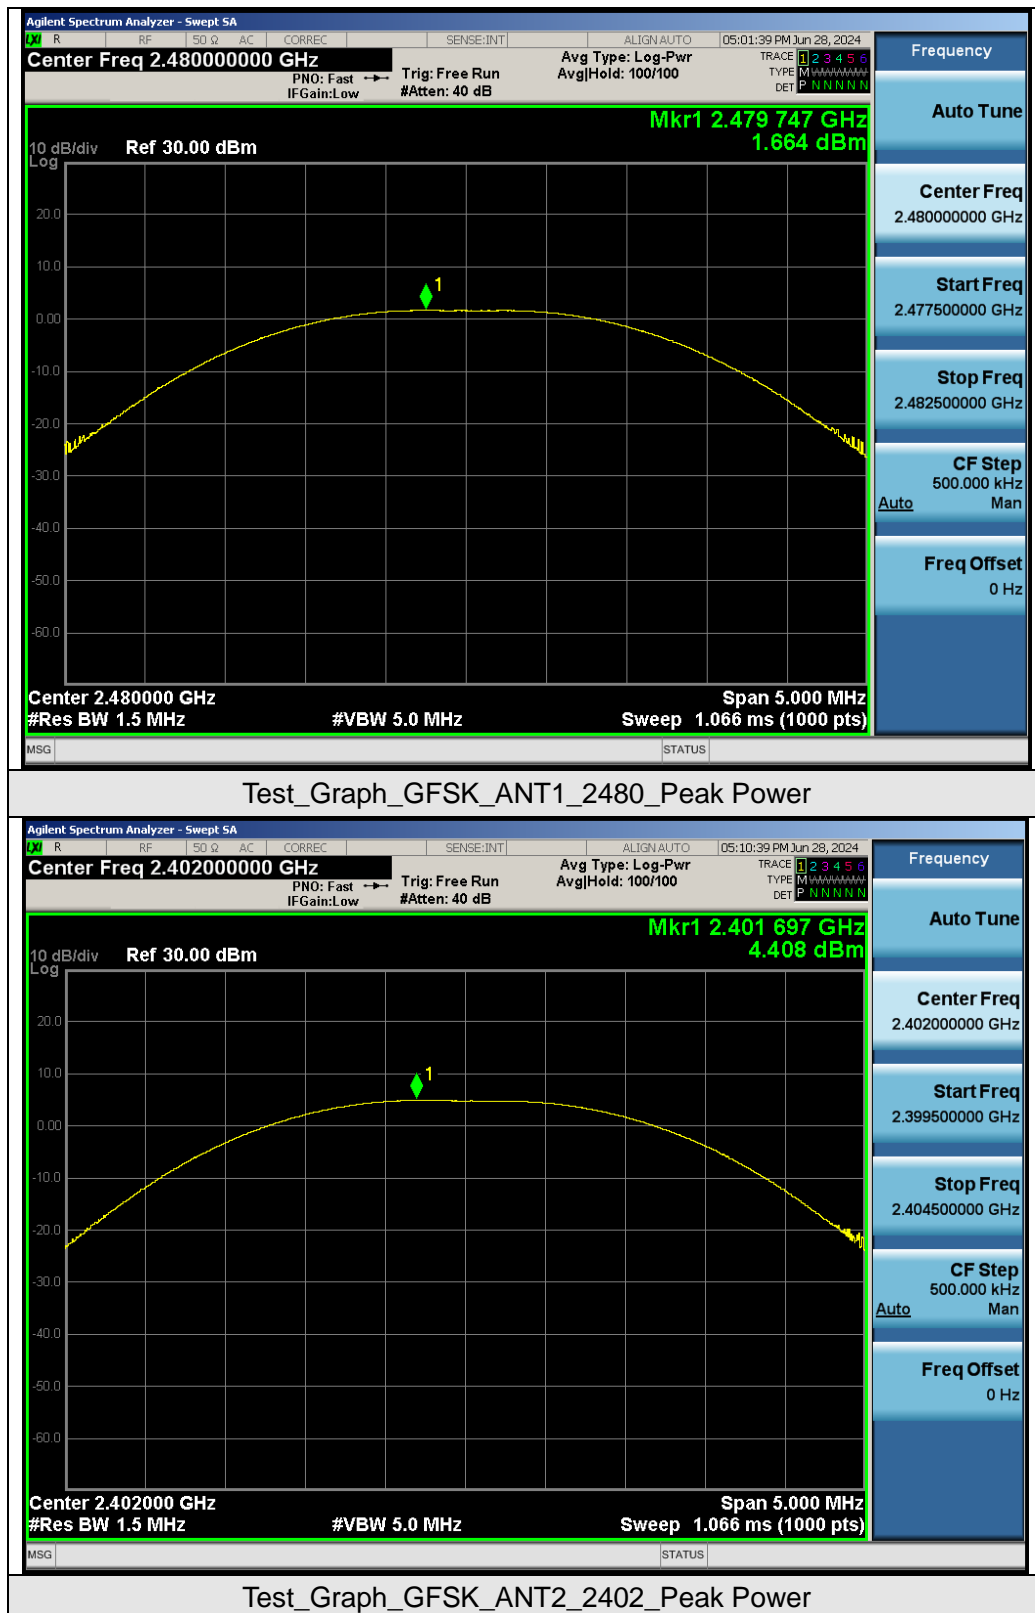 Agilent Spectrum Analyzer - Swept SA
LXI R RF 50 Ω AC CORREC SENSE:INT ALIGN AUTO 05:01:39 PM Jun 28, 2024
Center Freq 2.480000000 GHz
PNO: Fast
IFGain:Low
Trig: Free Run
#Atten: 40 dB
Avg Type: Log-Pwr
Avg|Hold: 100/100
TRACE 1 2 3 4 5 6
TYPE M WWWWW
DET P N N N N N
Frequency
Auto Tune
Center Freq
2.480000000 GHz
Start Freq
2.477500000 GHz
Stop Freq
2.482500000 GHz
CF Step
500.000 kHz
Auto Man
Freq Offset
0 Hz
Mkr1 2.479 747 GHz
1.664 dBm
10 dB/div Ref 30.00 dBm
Log
1
20.0
10.0
0.00
-10.0
-20.0
-30.0
-40.0
-50.0
-60.0
Center 2.480000 GHz Span 5.000 MHz
#Res BW 1.5 MHz #VBW 5.0 MHz Sweep 1.066 ms (1000 pts)
MSG STATUS
Test_Graph_GFSK_ANT1_2480_Peak Power
Agilent Spectrum Analyzer - Swept SA
LXI R RF 50 Ω AC CORREC SENSE:INT ALIGN AUTO 05:10:39 PM Jun 28, 2024
Center Freq 2.402000000 GHz
PNO: Fast
IFGain:Low
Trig: Free Run
#Atten: 40 dB
Avg Type: Log-Pwr
Avg|Hold: 100/100
TRACE 1 2 3 4 5 6
TYPE M WWWWW
DET P N N N N N
Frequency
Auto Tune
Center Freq
2.402000000 GHz
Start Freq
2.399500000 GHz
Stop Freq
2.404500000 GHz
CF Step
500.000 kHz
Auto Man
Freq Offset
0 Hz
Mkr1 2.401 697 GHz
4.408 dBm
10 dB/div Ref 30.00 dBm
Log
1
20.0
10.0
0.00
-10.0
-20.0
-30.0
-40.0
-50.0
-60.0
Center 2.402000 GHz Span 5.000 MHz
#Res BW 1.5 MHz #VBW 5.0 MHz Sweep 1.066 ms (1000 pts)
MSG STATUS
Test_Graph_GFSK_ANT2_2402_Peak Power